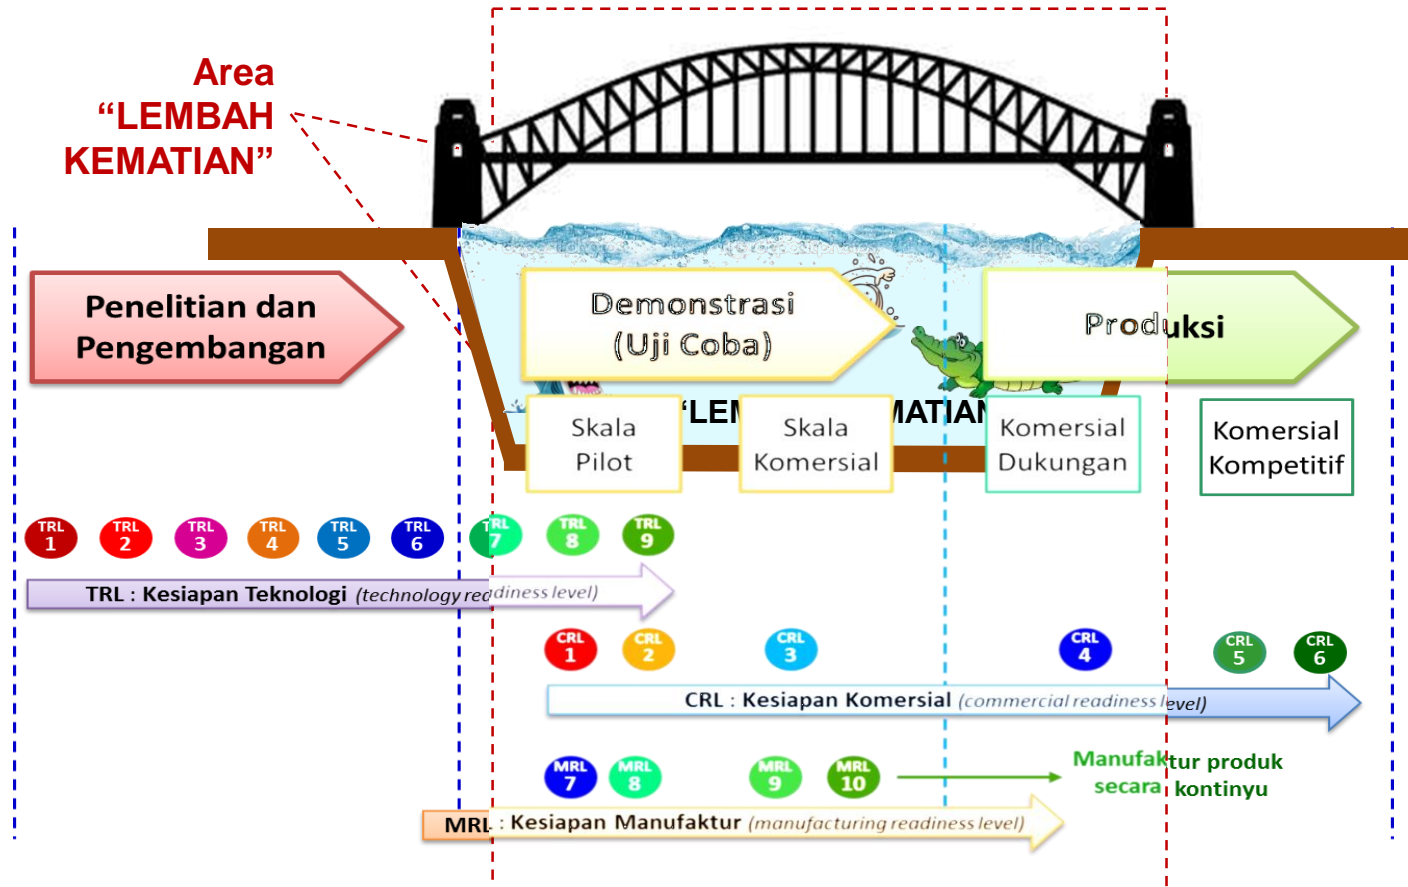 Area
“LEMBAH
KEMATIAN”
Penelitian dan
Pengembangan
Demonstrasi
(Uji Coba)
Produksi
Skala
Pilot
Skala
Komersial
Komersial
Dukungan
Komersial
Kompetitif
TRL
1
TRL
2
TRL
3
TRL
4
TRL
5
TRL
6
TRL
7
TRL
8
TRL
9
TRL : Kesiapan Teknologi (technology readiness level)
CRL
1
CRL
2
CRL
3
CRL
4
CRL
5
CRL
6
CRL : Kesiapan Komersial (commercial readiness level)
MRL
7
MRL
8
MRL
9
MRL
10
Manufaktur produk
secara kontinyu
MRL : Kesiapan Manufaktur (manufacturing readiness level)